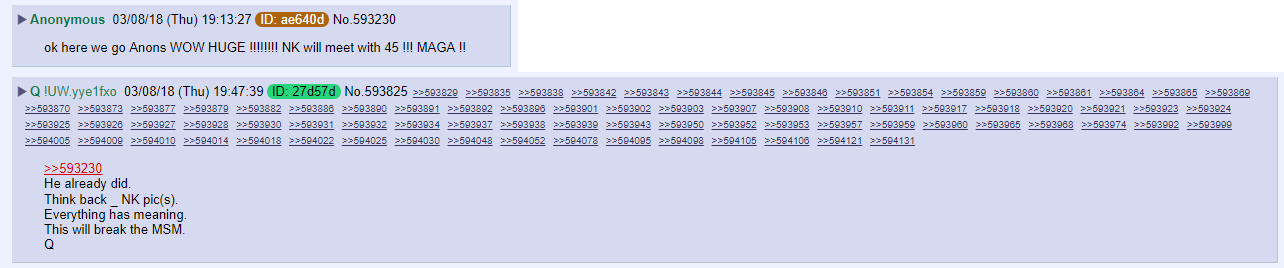 Anonymous 03/08/18 (Thu) 19:13:27 ID: ae640d No.593230
ok here we go Anons WOW HUGE !!!!!!!! NK will meet with 45 !!! MAGA !!
Q !UW.yye1fxo 03/08/18 (Thu) 19:47:39 ID: 27d57d No.593825 >>593829 >>593835 >>593838 >>593842 >>593843 >>593844 >>593845 >>593846 >>593851 >>593854 >>593859 >>593860 >>593861 >>593864 >>593865 >>593869
>>593870 >>593873 >>593877 >>593879 >>593882 >>593886 >>593890 >>593891 >>593892 >>593896 >>593901 >>593902 >>593903 >>593907 >>593908 >>593910 >>593911 >>593917 >>593918 >>593920 >>593921 >>593923 >>593924
>>593925 >>593926 >>593927 >>593928 >>593930 >>593931 >>593932 >>593934 >>593937 >>593938 >>593939 >>593943 >>593950 >>593952 >>593953 >>593957 >>593959 >>593960 >>593965 >>593968 >>593974 >>593992 >>593999
>>594005 >>594009 >>594010 >>594014 >>594018 >>594022 >>594025 >>594030 >>594048 >>594052 >>594078 >>594095 >>594098 >>594105 >>594106 >>594121 >>594131
>>593230
He already did.
Think back _ NK pic(s).
Everything has meaning.
This will break the MSM.
Q